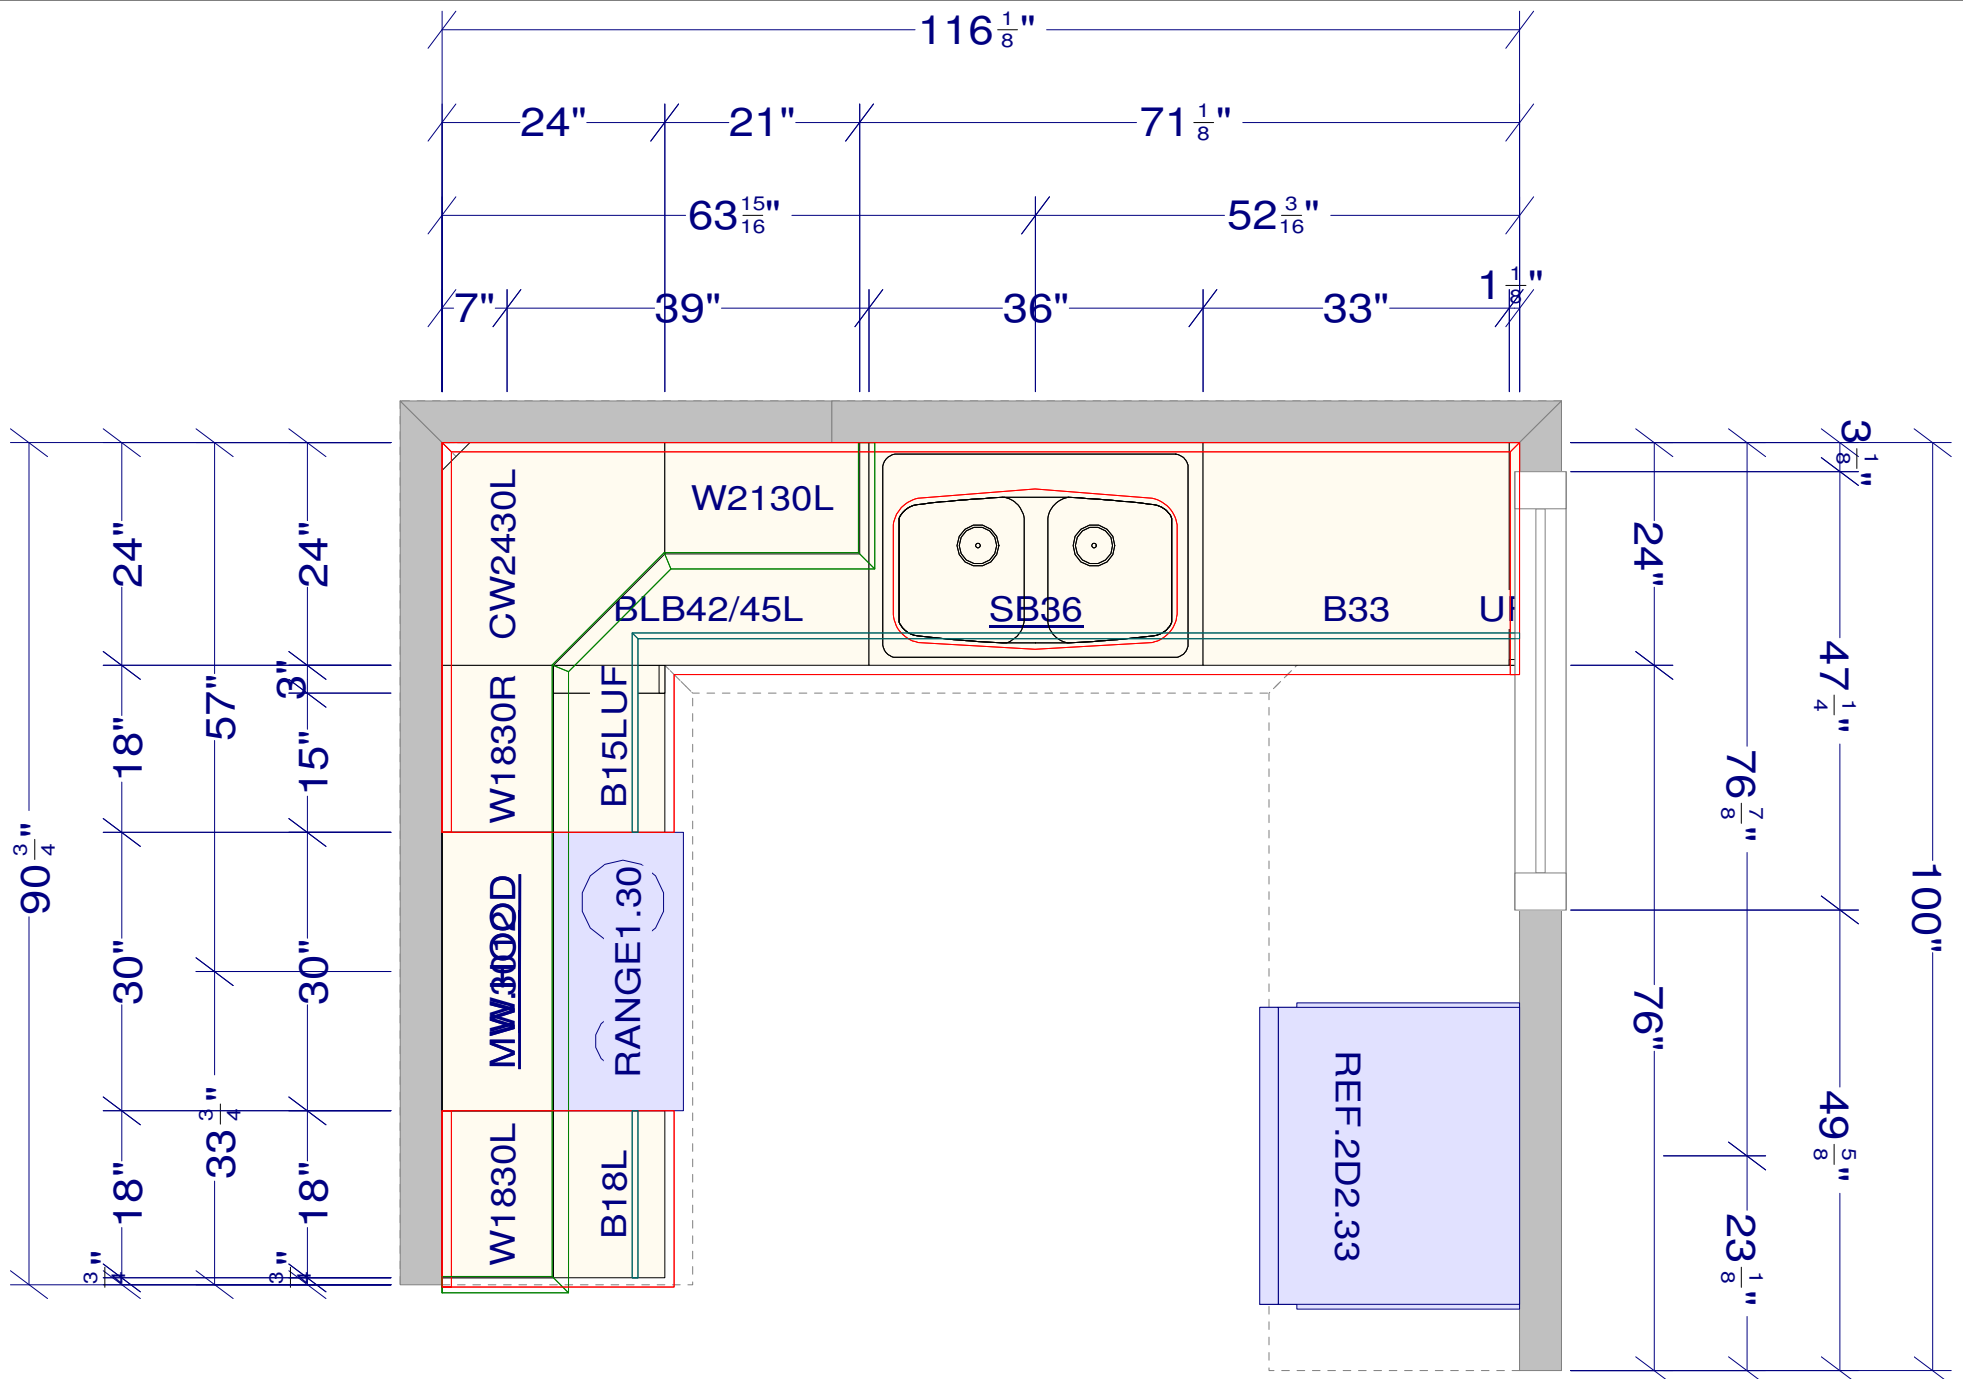 116 1/8"
24" 21" 71 1/8"
63 15/16" 52 3/16"
7" 39" 36" 33" 1 1/8"
CW2430L
W2130L
BLB42/45L
SB36
B33
W1830R
B15L
UF
RANGE1.30
W1830L
B18L
REF.2D2.33
90 3/4"
24"
18"
30"
18"
3/4"
57"
33 3/4"
24"
3"
15"
30"
18"
3/4"
24"
76"
76 7/8"
23 1/8"
3 1/8"
47 1/4"
49 5/8"
100"